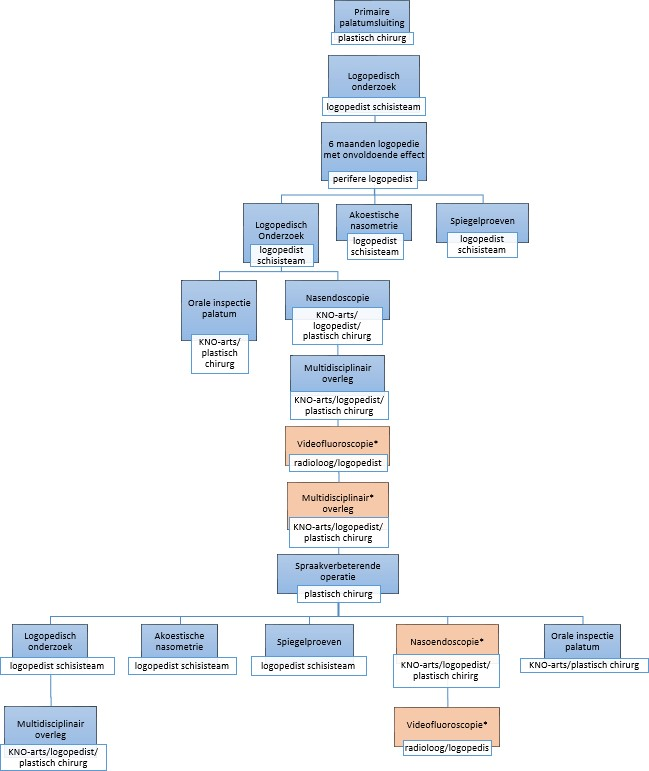 Primaire
palatumsluiting
plastisch chirurg
Logopedisch
onderzoek
logopedist schisisteam
6 maanden logopedie
met onvoldoende effect
perifere logopedist
Logopedisch
Onderzoek
logopedist
schisisteam
Akoestische
nasometrie
logopedist
schisisteam
Spiegelproeven
logopedist
schisisteam
Orale inspectie
palatum
KNO-arts/
plastisch
chirurg
Nasendoscopie
KNO-arts/
logopedist/
plastisch chirurg
Multidisciplinair
overleg
KNO-arts/logopedist/
plastisch chirurg
Videofluoroscopie*
radioloog/logopedist
Multidisciplinair*
overleg
KNO-arts/logopedist/
plastisch chirurg
Spraakverbeterende
operatie
plastisch chirurg
Logopedisch
onderzoek
logopedist schisisteam
Akoestische
nasometrie
logopedist schisisteam
Spiegelproeven
logopedist schisisteam
Nasoendoscopie*
KNO-arts/logopedist/
plastisch chirirg
Orale inspectie
palatum
KNO-arts/plastisch chirurg
Multidisciplinair
overleg
KNO-arts/logopedist/
plastisch chirurg
Videofluoroscopie*
radioloog/logopedis